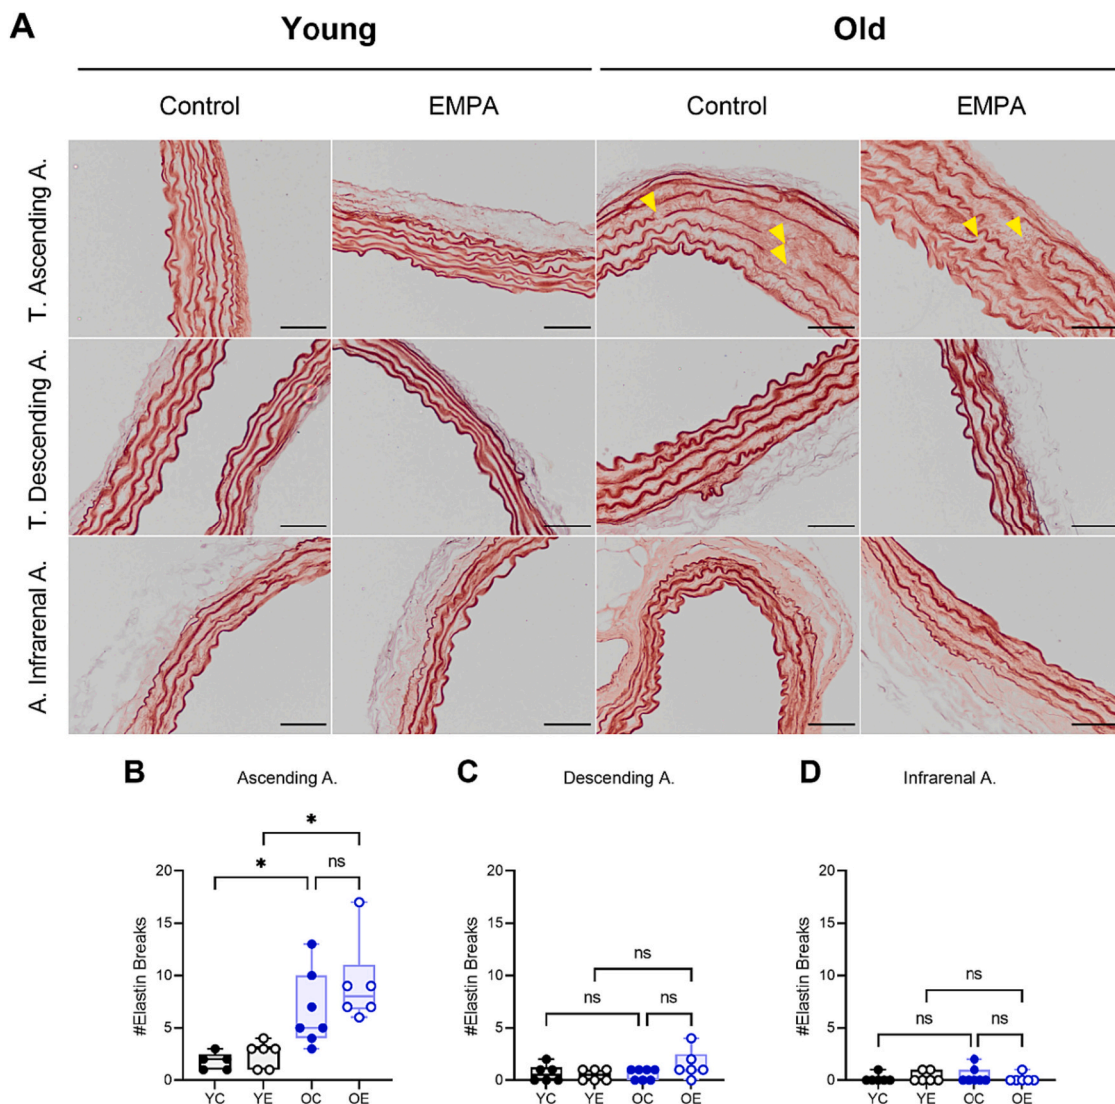 A
Young
Old
Control
EMPA
Control
EMPA
T. Ascending A.
T. Descending A.
A. Infrarenal A.
B
Ascending A.
#Elastin Breaks
20
15
10
5
0
*
*
ns
YC
YE
OC
OE
C
Descending A.
#Elastin Breaks
20
15
10
5
0
ns
ns
ns
YC
YE
OC
OE
D
Infrarenal A.
#Elastin Breaks
20
15
10
5
0
ns
ns
ns
YC
YE
OC
OE